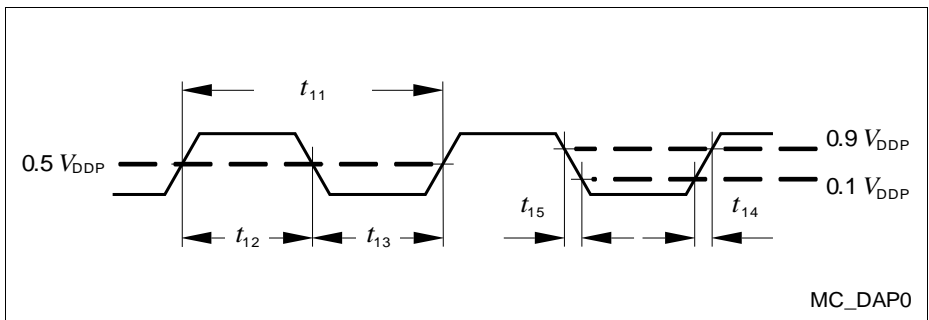 t11
0.5 VDDP
0.9 VDDP
0.1 VDDP
t15
t14
t12
t13
MC_DAP0